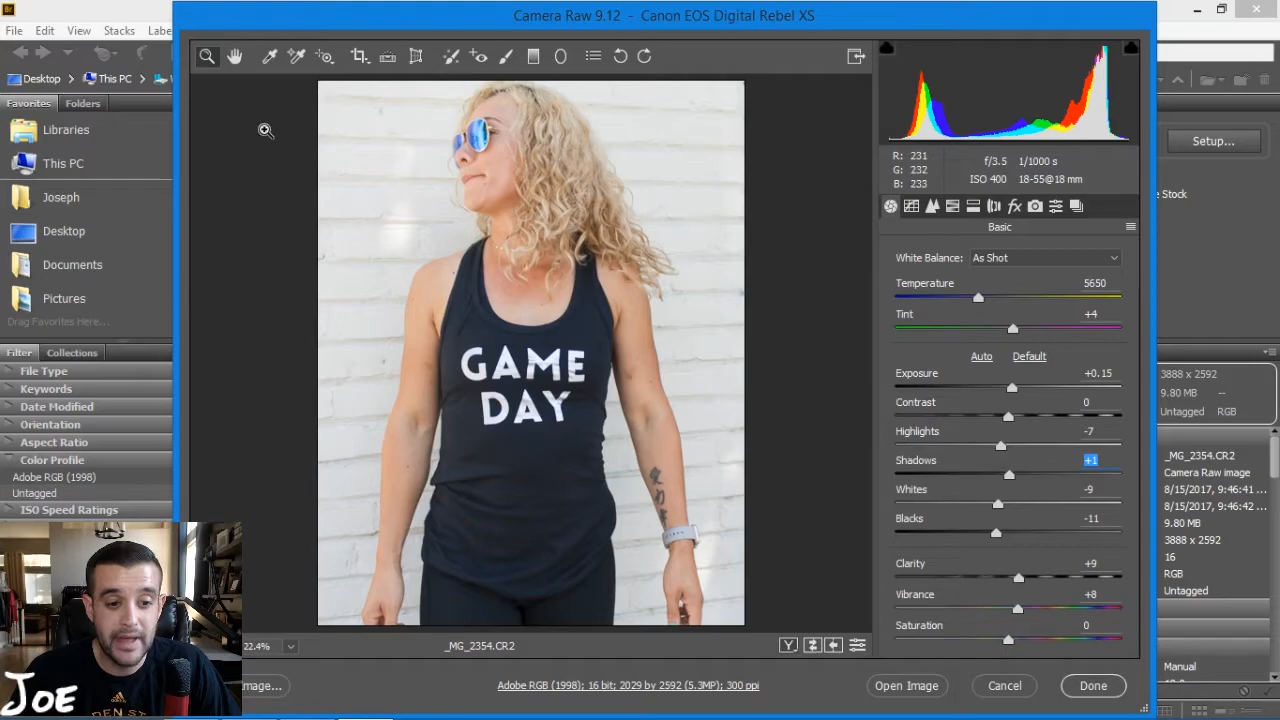 Br
Camera Raw 9.12 - Canon EOS Digital Rebel XS
File Edit View Stacks Labe
Desktop
This PC
Favorites Folders
Libraries
This PC
Joseph
Desktop
Documents
Pictures
Drag Favorites Here...
Filter Collections
File Type
Keywords
Date Modified
Orientation
Aspect Ratio
Color Profile
Adobe RGB (1998)
Untagged
ISO Speed Ratings
GAME
DAY
JOE
22.4%
_MG_2354.CR2
Y
mage...
Adobe RGB (1998); 16 bit; 2029 by 2592 (5.3MP); 300 ppi
Open Image
Cancel
Done
R: 231
G: 232
B: 233
f/3.5 1/1000 s
ISO 400 18-55@18 mm
fx
Basic
White Balance: As Shot
Temperature 5650
Tint +4
Auto Default
Exposure +0.15
Contrast 0
Highlights -7
Shadows +1
Whites -9
Blacks -11
Clarity +9
Vibrance +8
Saturation 0
Setup...
Stock
3888 x 2592
9.80 MB --
Untagged RGB
_MG_2354.CR2
Camera Raw image
8/15/2017, 9:46:41 ...
8/15/2017, 9:46:42 ...
9.80 MB
3888 x 2592
16
RGB
Untagged
Manual